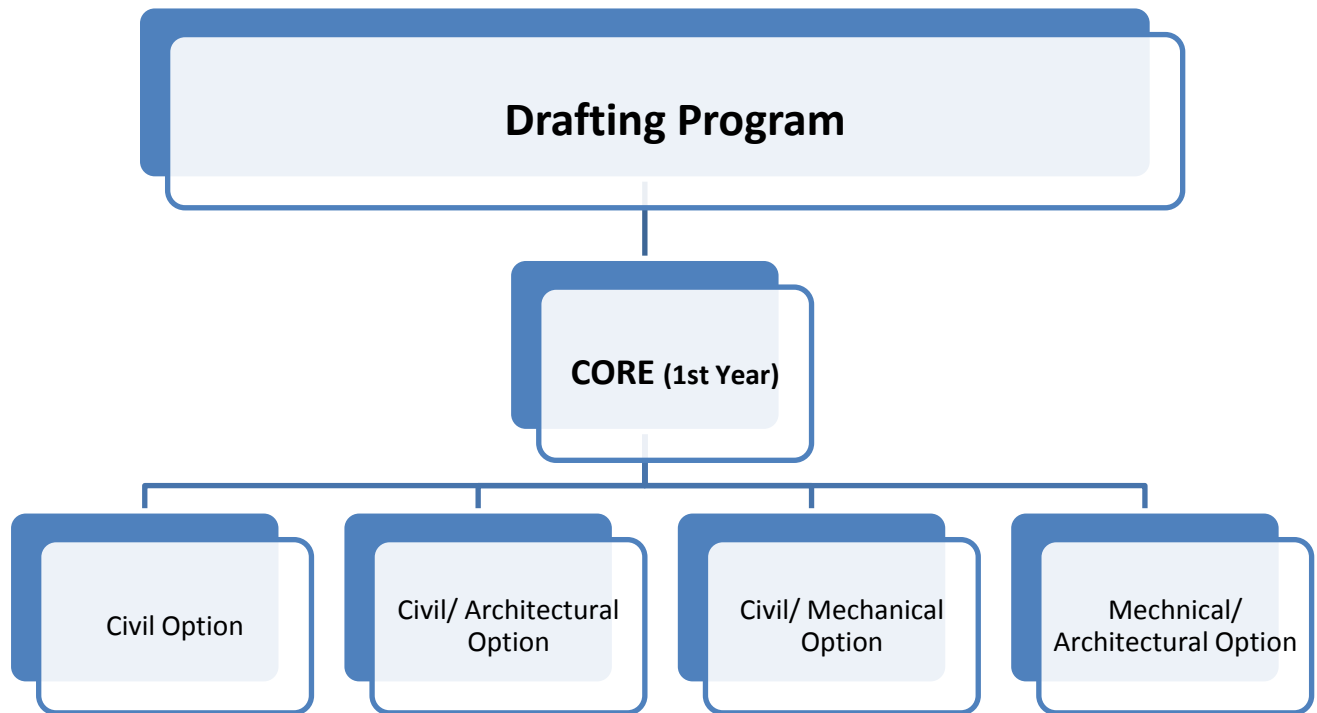 Drafting Program
CORE (1st Year)
Civil Option
Civil/ Architectural
Option
Civil/ Mechanical
Option
Mechnical/
Architectural Option